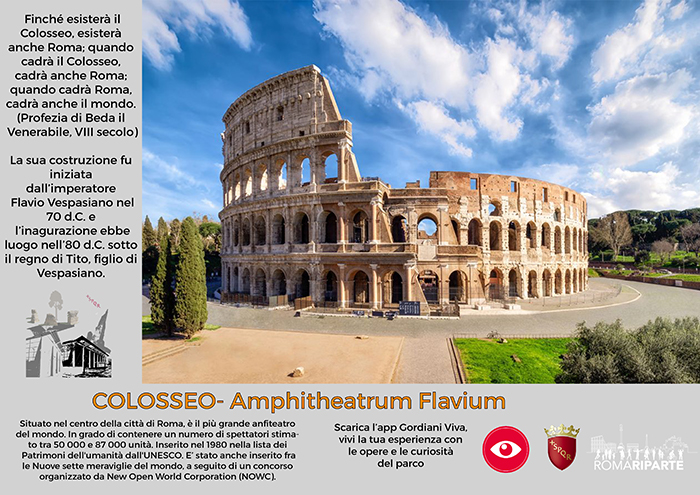 Finché esisterà il
Colosseo, esisterà
anche Roma; quando
cadrà il Colosseo,
cadrà anche Roma;
quando cadrà Roma,
cadrà anche il mondo.
(Profezia di Beda il
Venerabile, VIII secolo)
La sua costruzione fu
iniziata
dall'imperatore
Flavio Vespasiano nel
70 d.C. e
l'inagurazione ebbe
luogo nell'80 d.C. sotto
il regno di Tito, figlio di
Vespasiano.
SPQR
COLOSSEO- Amphitheatrum Flavium
Situato nel centro della città di Roma, è il più grande anfiteatro
del mondo. In grado di contenere un numero di spettatori stima-
to tra 50 000 e 87 000 unità. Inserito nel 1980 nella lista dei
Patrimoni dell'umanità dall'UNESCO. E' stato anche inserito fra
le Nuove sette meraviglie del mondo, a seguito di un concorso
organizzato da New Open World Corporation (NOWC).
Scarica l'app Gordiani Viva,
vivi la tua esperienza con
le opere e le curiosità
del parco
SPQR
ROMARIPARTE